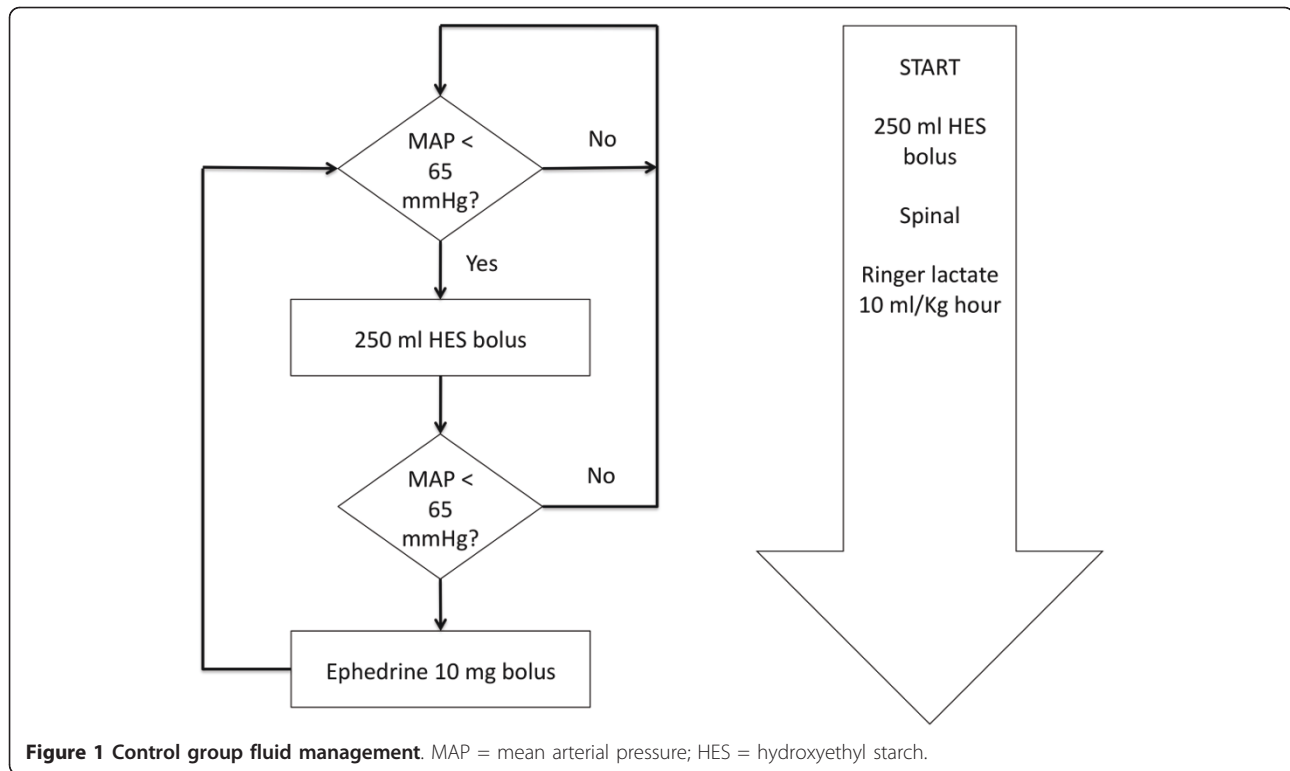 MAP <
65
mmHg?
No
Yes
250 ml HES bolus
MAP <
65
mmHg?
No
Ephedrine 10 mg bolus
START
250 ml HES
bolus
Spinal
Ringer lactate
10 ml/Kg hour
Figure 1 Control group fluid management. MAP = mean arterial pressure; HES = hydroxyethyl starch.